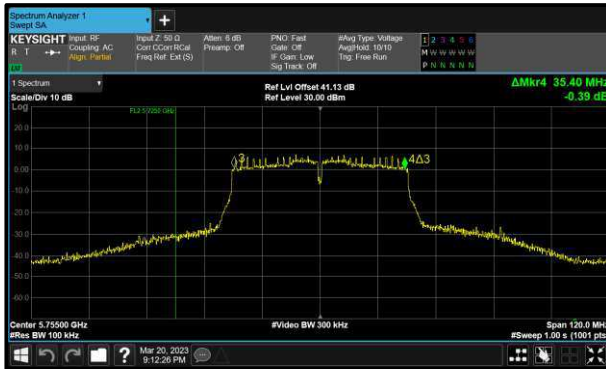 Spectrum Analyzer 1
Swept SA
+
KEYSIGHT
R T
LXI
Input: RF
Coupling: AC
Align: Partial
Input Z: 50 Ω
Corr CCorr RCal
Freq Ref: Ext (S)
Atten: 6 dB
Preamp: Off
PNO: Fast
Gate: Off
IF Gain: Low
Sig Track: Off
#Avg Type: Voltage
Avg|Hold: 10/10
Trig: Free Run
1 2 3 4 5 6
M W W W W W
P N N N N N
1 Spectrum
Scale/Div 10 dB
Ref Lvl Offset 41.13 dB
Ref Level 30.00 dBm
ΔMkr4 35.40 MHz
-0.39 dB
Log
20.0
10.0
0.00
-10.0
-20.0
-30.0
-40.0
-50.0
-60.0
3
4Δ3
Center 5.75500 GHz
#Res BW 100 kHz
#Video BW 300 kHz
Span 120.0 MHz
#Sweep 1.00 s (1001 pts)
?
Mar 20, 2023
9:12:26 PM